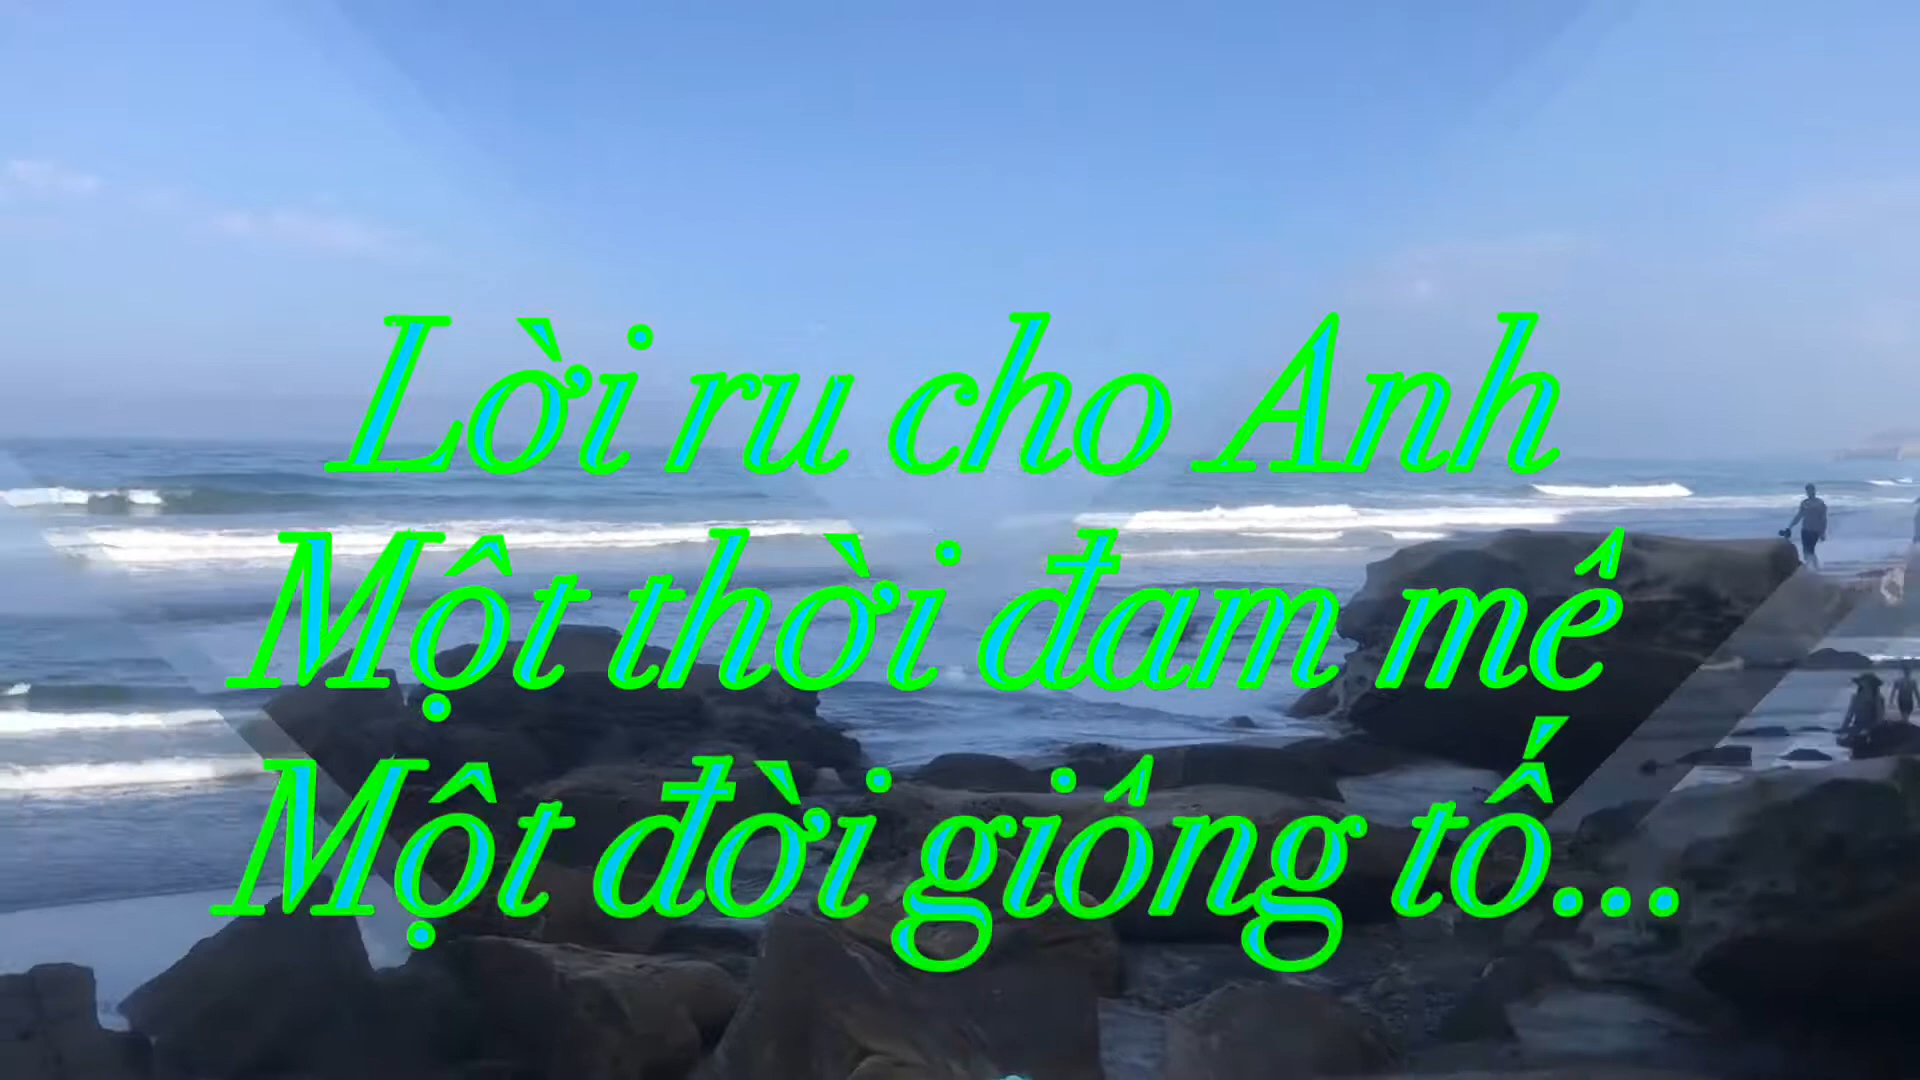 Lời ru cho Anh
Một thời đam mê
Một đời giông tố...